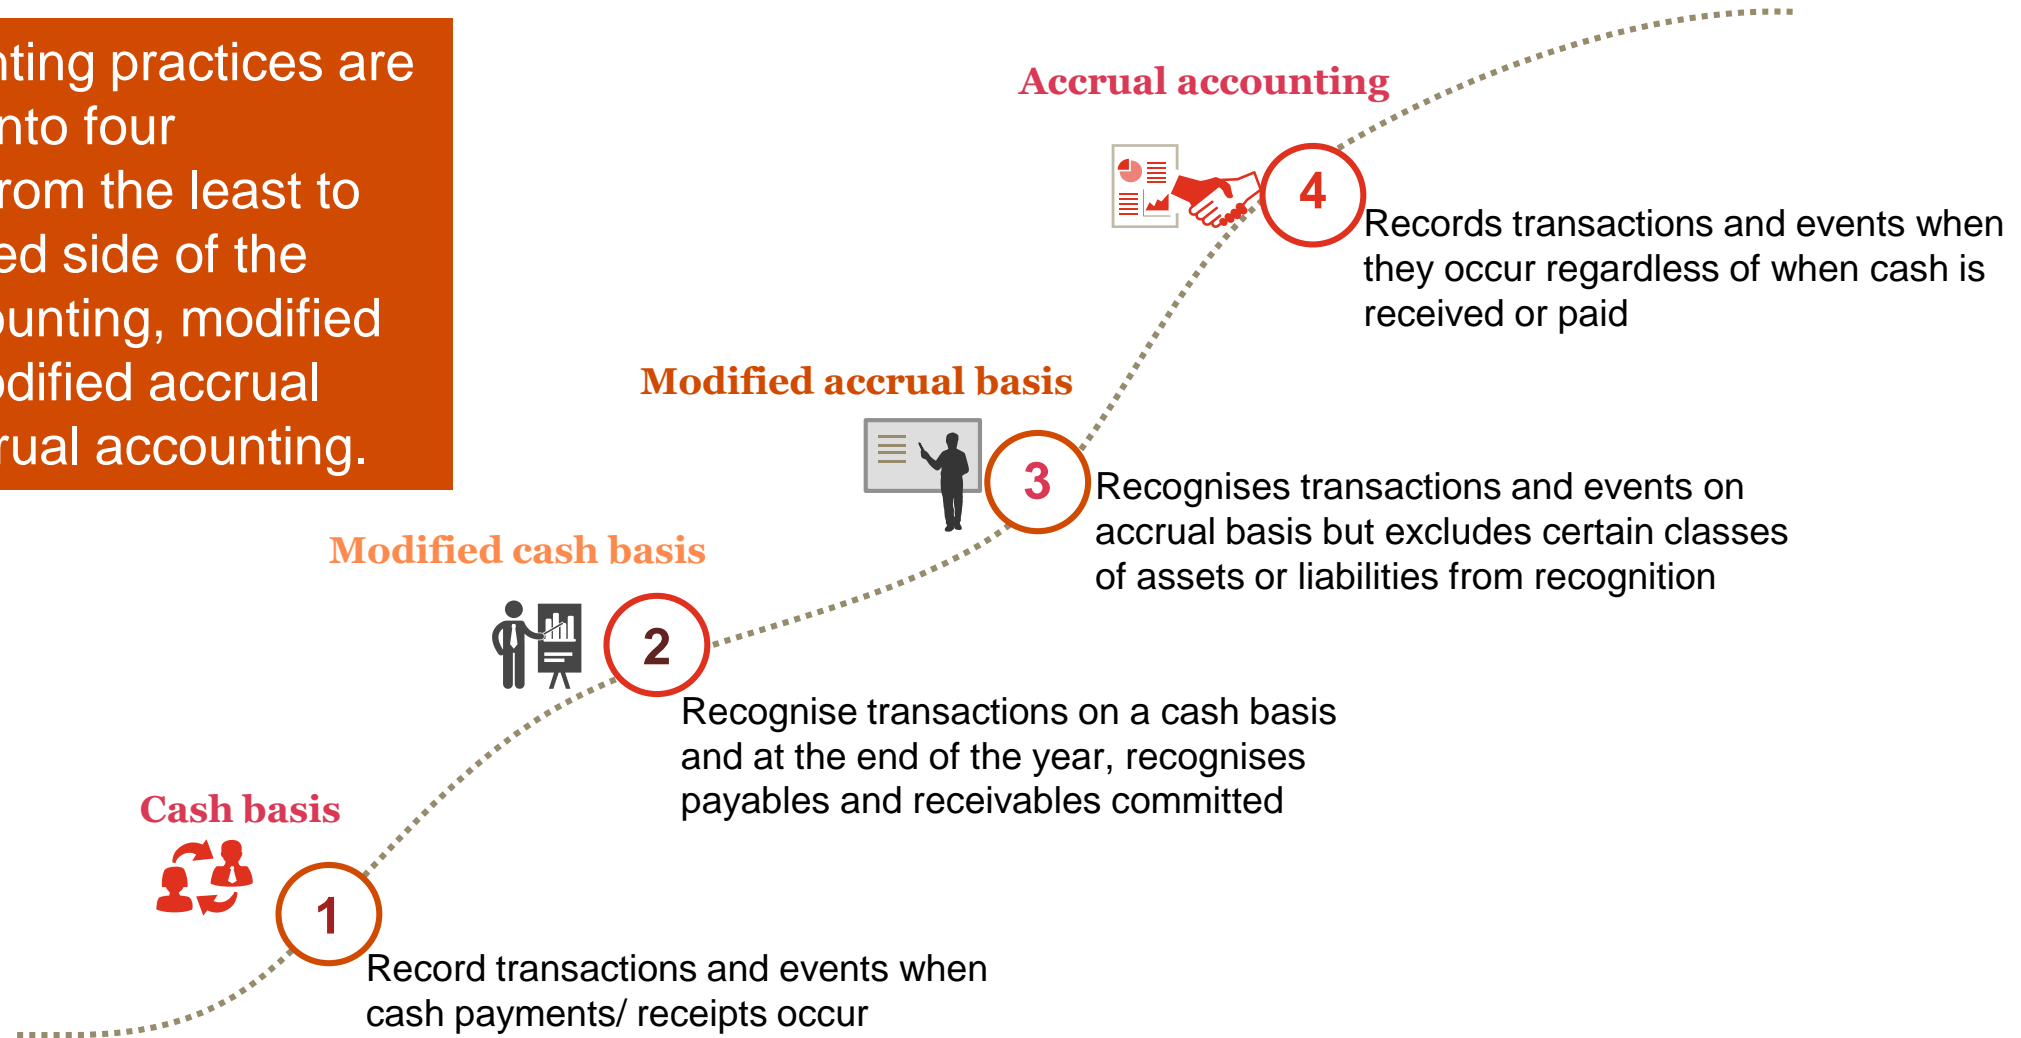 nting practices are
nto four
rom the least to
ed side of the
ounting, modified
odified accrual
rual accounting.
Accrual accounting
4
Records transactions and events when
they occur regardless of when cash is
received or paid
Modified accrual basis
3
Recognises transactions and events on
accrual basis but excludes certain classes
of assets or liabilities from recognition
Modified cash basis
2
Recognise transactions on a cash basis
and at the end of the year, recognises
payables and receivables committed
Cash basis
1
Record transactions and events when
cash payments/ receipts occur